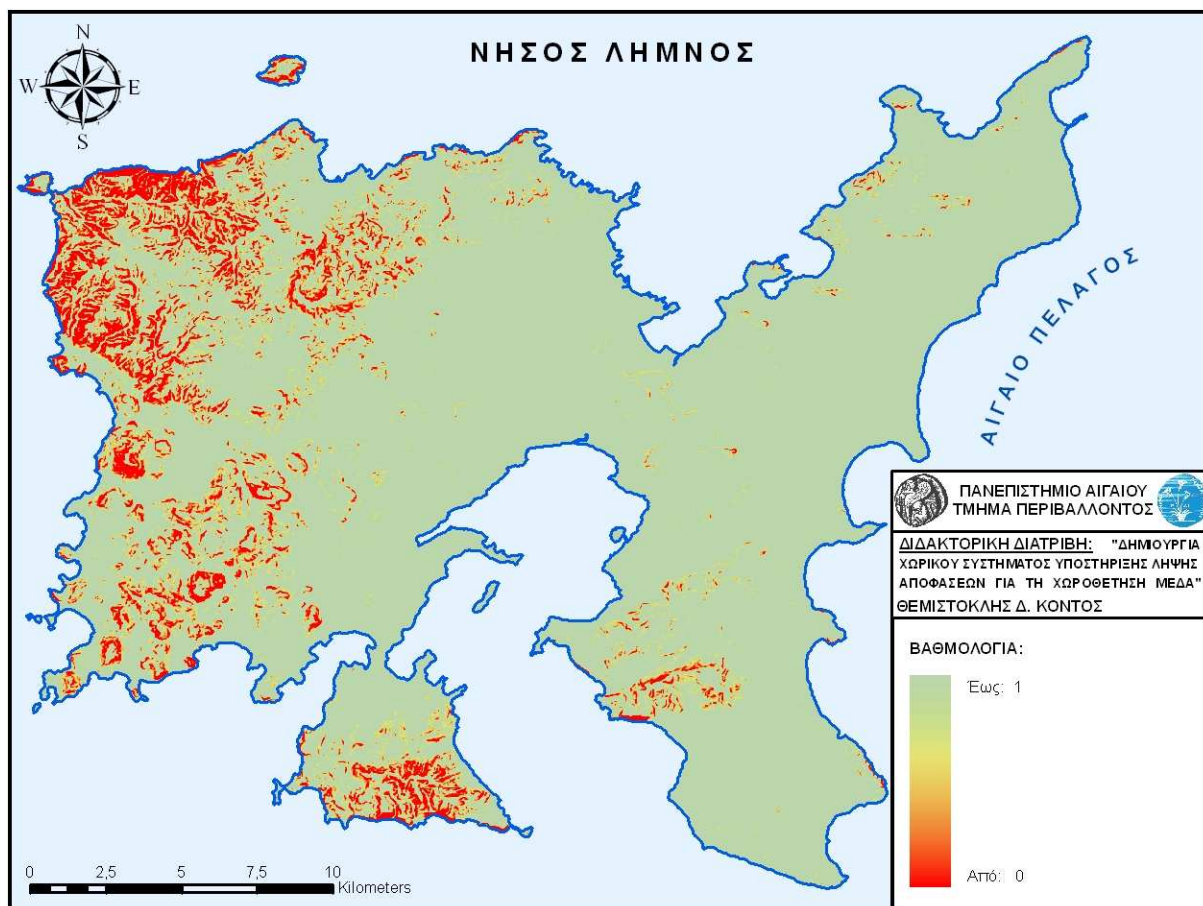 ΝΗΣΟΣ ΛΗΜΝΟΣ
N
W E
S
ΑΙΓΑΙΟ ΠΕΛΑΓΟΣ
ΠΑΝΕΠΙΣΤΗΜΙΟ ΑΙΓΑΙΟΥ
ΤΜΗΜΑ ΠΕΡΙΒΑΛΛΟΝΤΟΣ
ΔΙΔΑΚΤΟΡΙΚΗ ΔΙΑΤΡΙΒΗ: "ΔΗΜΙΟΥΡΓΙΑ
ΧΩΡΙΚΟΥ ΣΥΣΤΗΜΑΤΟΣ ΥΠΟΣΤΗΡΙΞΗΣ ΛΗΨΗΣ
ΑΠΟΦΑΣΕΩΝ ΓΙΑ ΤΗ ΧΩΡΟΘΕΤΗΣΗ ΜΕΔΑ"
ΘΕΜΙΣΤΟΚΛΗΣ Δ. ΚΟΝΤΟΣ
ΒΑΘΜΟΛΟΓΙΑ:
Έως: 1
Από: 0
0 2,5 5 7,5 10
Kilometers